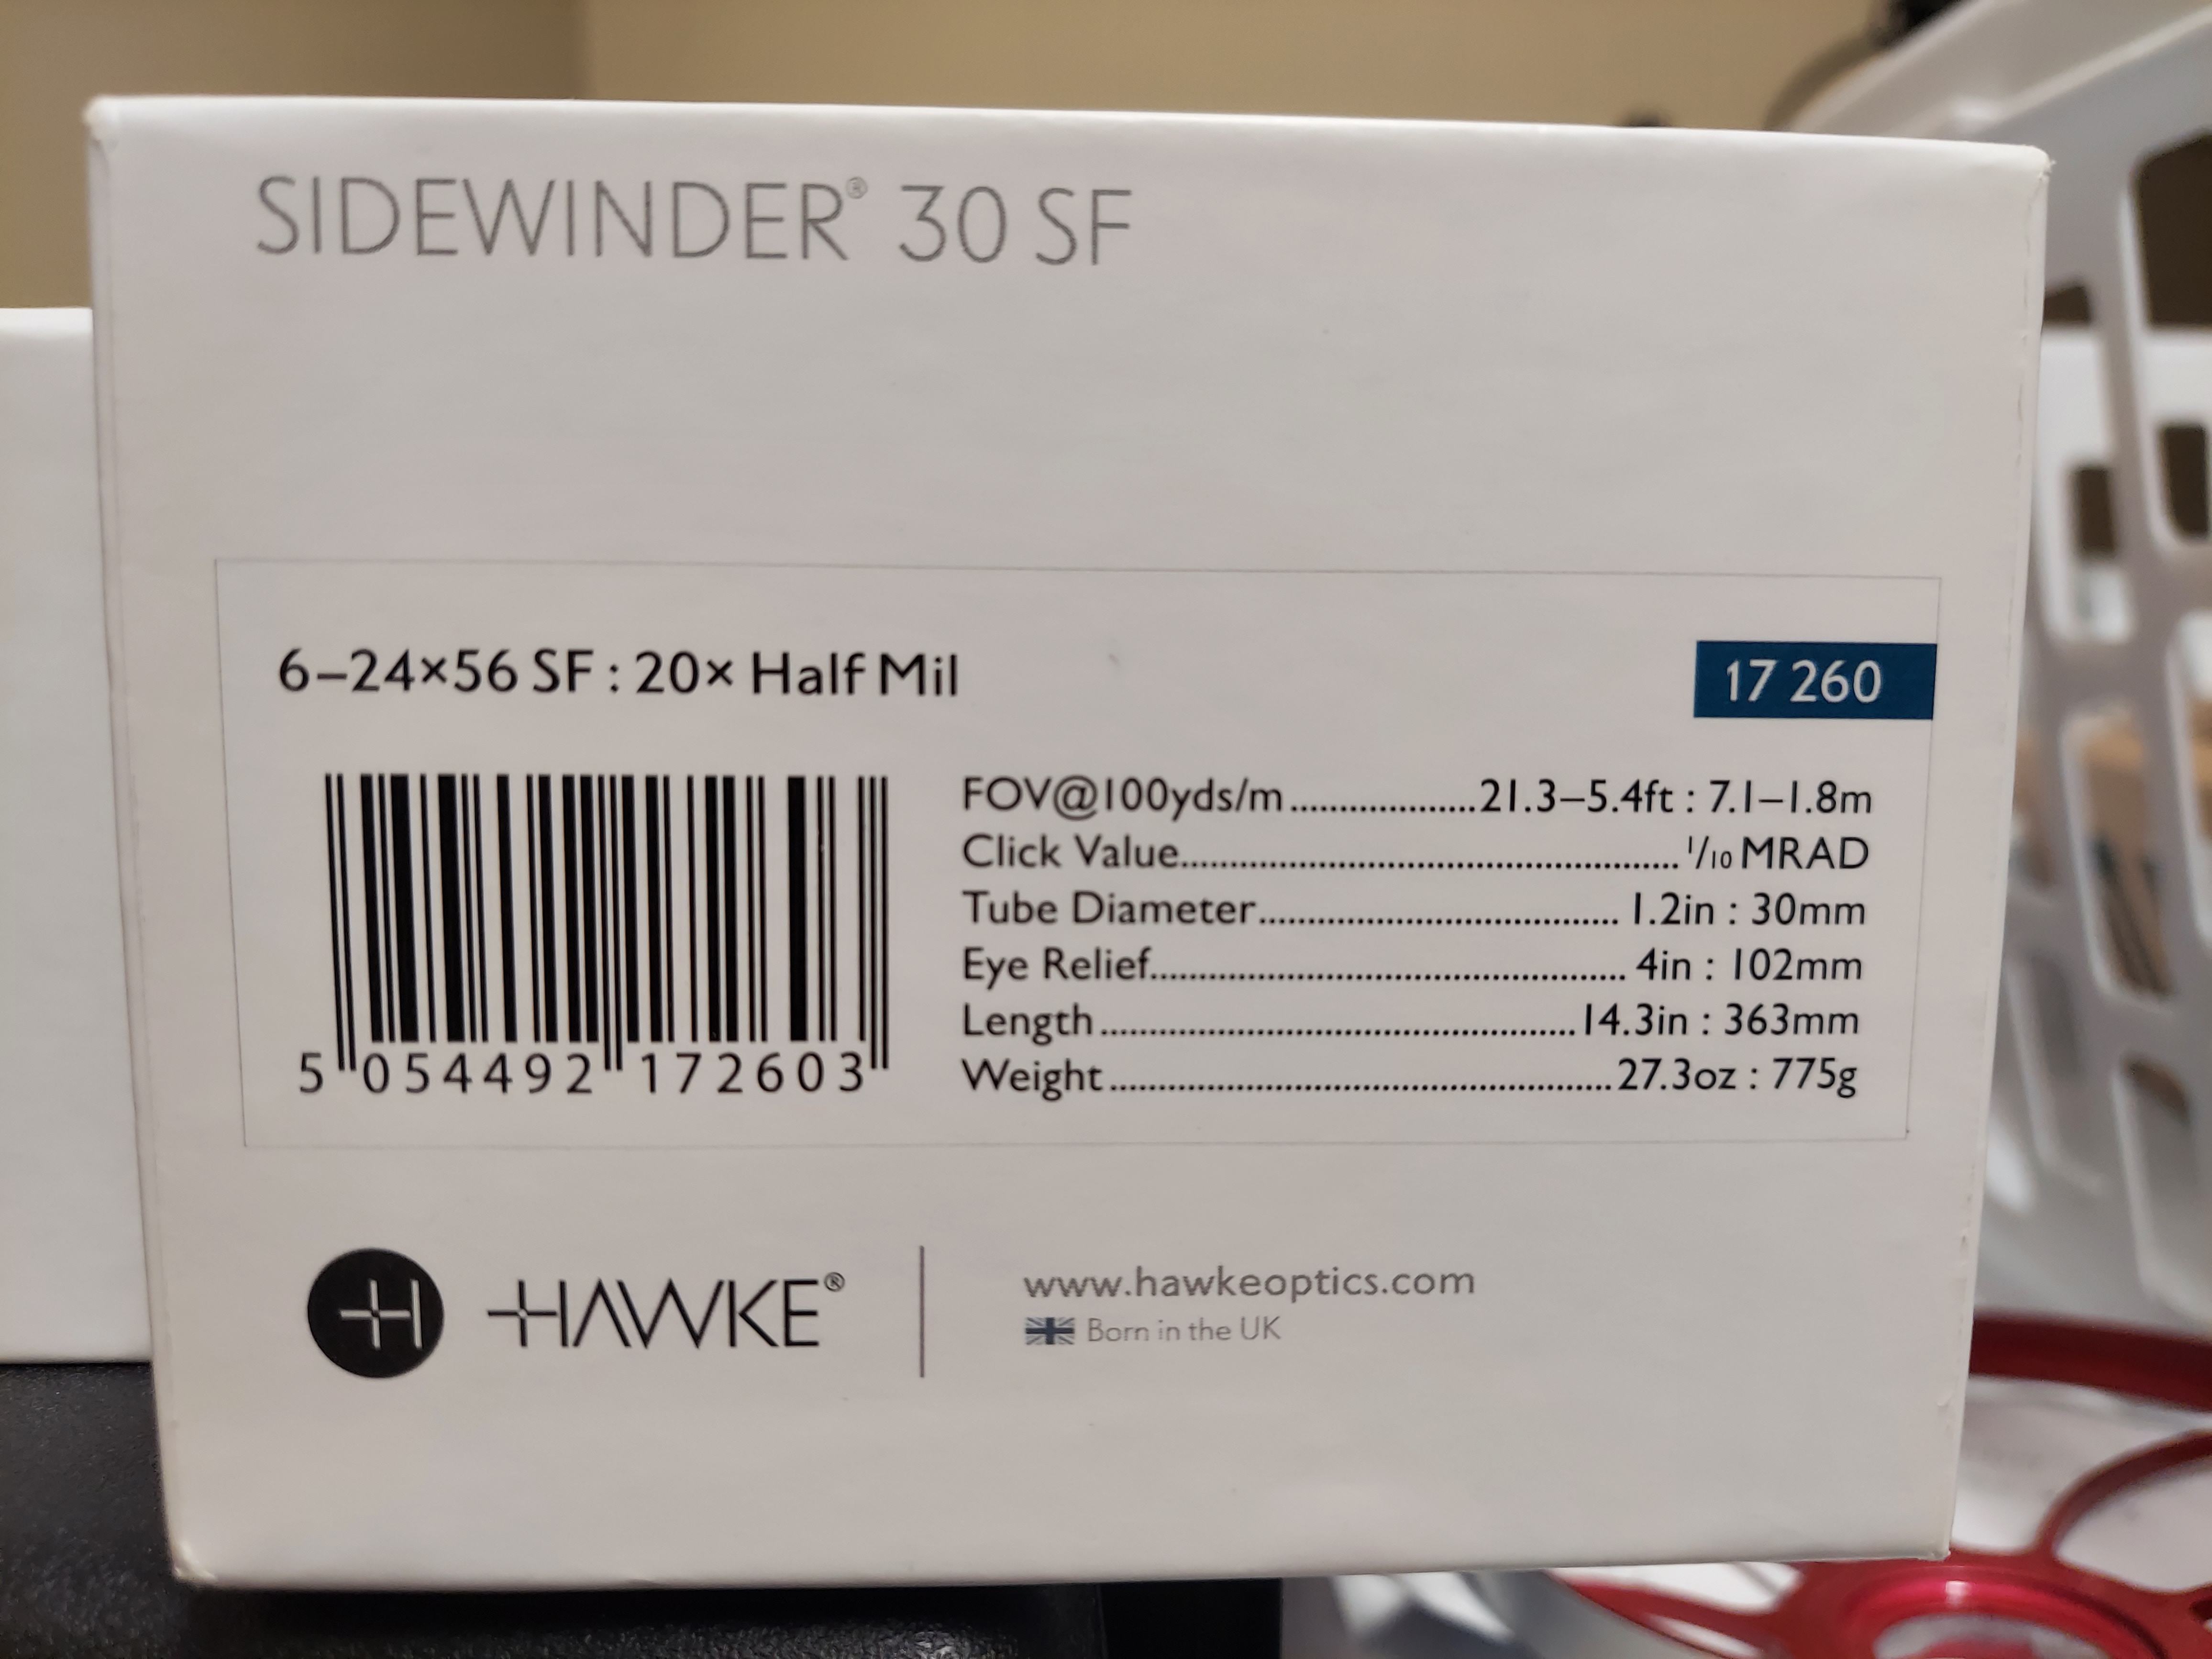 SIDEWINDER® 30 SF
6–24×56 SF : 20× Half Mil
17 260
FOV@100yds/m..................21.3–5.4ft : 7.1–1.8m
Click Value.................................................. 1/10 MRAD
Tube Diameter.................................... 1.2in : 30mm
Eye Relief................................................ 4in : 102mm
Length................................................14.3in : 363mm
Weight..................................................27.3oz : 775g
5 054492 172603
H HAWKE®
www.hawkeoptics.com
Born in the UK